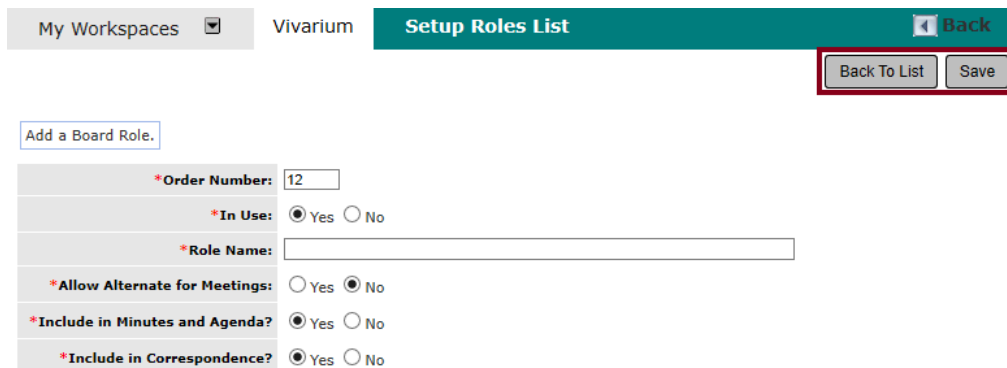 My Workspaces Vivarium Setup Roles List Back
Back To List Save
Add a Board Role.
*Order Number: 12
*In Use: Yes No
*Role Name:
*Allow Alternate for Meetings: Yes No
*Include in Minutes and Agenda? Yes No
*Include in Correspondence? Yes No